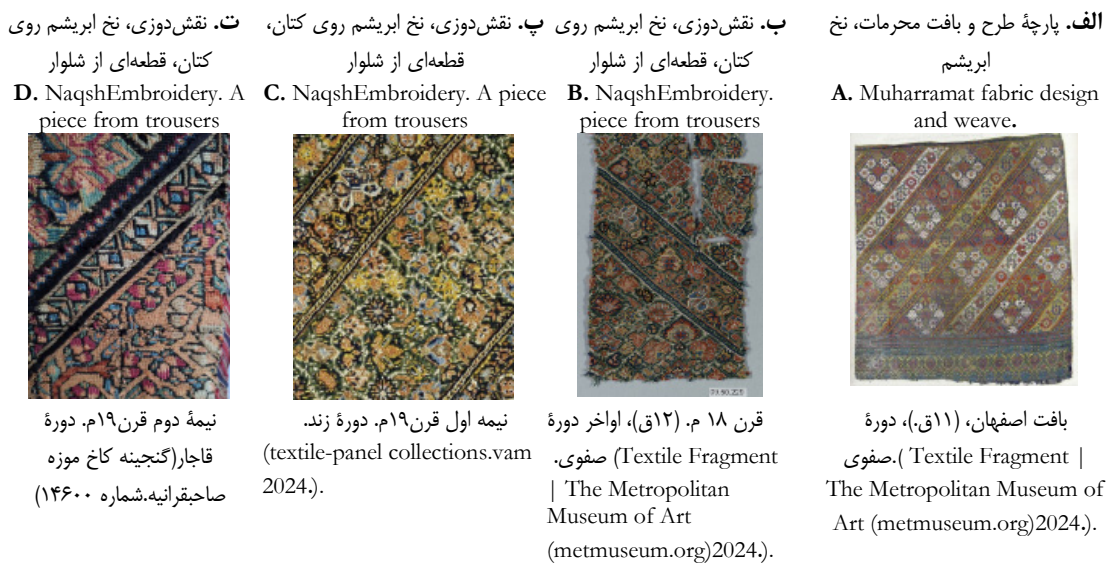 الف. پارچهٔ طرح و بافت محرمات، نخ
ابریشم
A. Muharramat fabric design
and weave.
بافت اصفهان، (۱۱ق.)، دورهٔ
صفوی.( Textile Fragment |
The Metropolitan Museum of
Art (metmuseum.org)2024.).
ب. نقش‌دوزی، نخ ابریشم روی
کتان، قطعه‌ای از شلوار
B. NaqshEmbroidery.
piece from trousers
قرن ۱۸ م. (۱۲ق)، اواخر دورهٔ
صفوی. (Textile Fragment
| The Metropolitan
Museum of Art
(metmuseum.org)2024.).
پ. نقش‌دوزی، نخ ابریشم روی کتان،
قطعه‌ای از شلوار
C. NaqshEmbroidery. A piece
from trousers
نیمه اول قرن۱۹م. دورهٔ زند.
(textile-panel collections.vam
2024.).
ت. نقش‌دوزی، نخ ابریشم روی
کتان، قطعه‌ای از شلوار
D. NaqshEmbroidery. A
piece from trousers
نیمهٔ دوم قرن۱۹م. دورهٔ
قاجار(گنجینه کاخ موزه
صاحبقرانیه.شماره ۱۴۶۰۰)